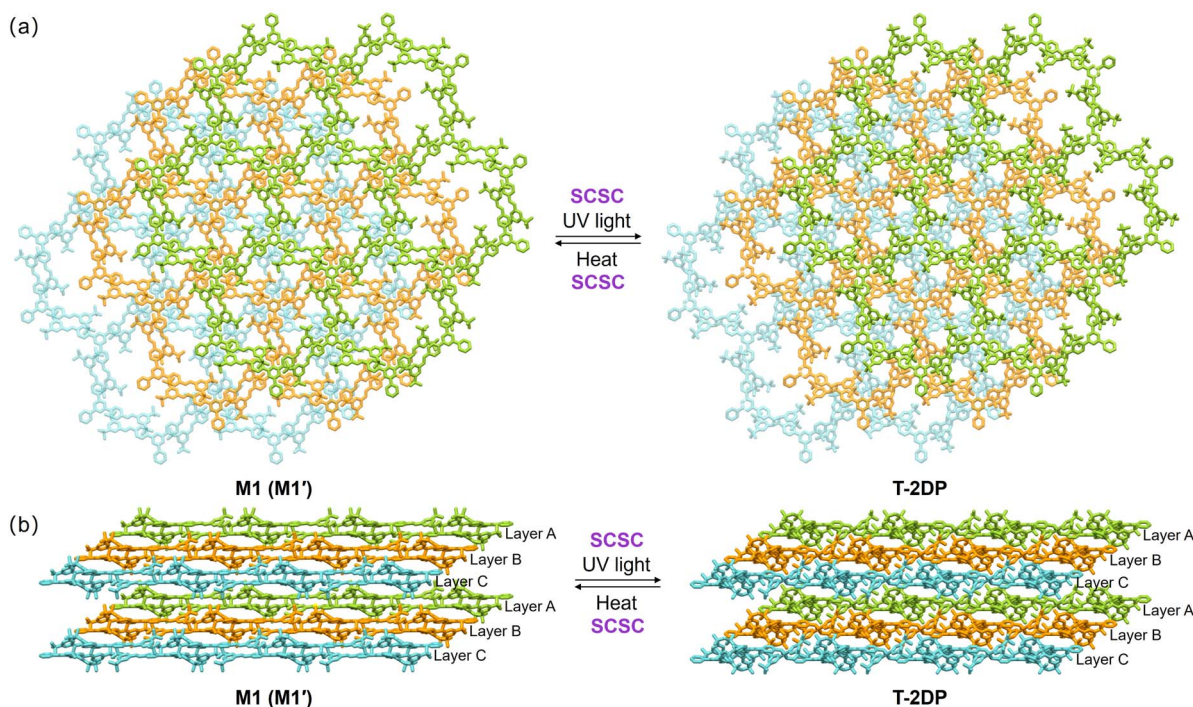 (a)
SCSC
UV light
Heat
SCSC
M1 (M1′)
T-2DP
(b)
Layer A
Layer B
Layer C
Layer A
Layer B
Layer C
SCSC
UV light
Heat
SCSC
Layer A
Layer B
Layer C
Layer A
Layer B
Layer C
M1 (M1′)
T-2DP